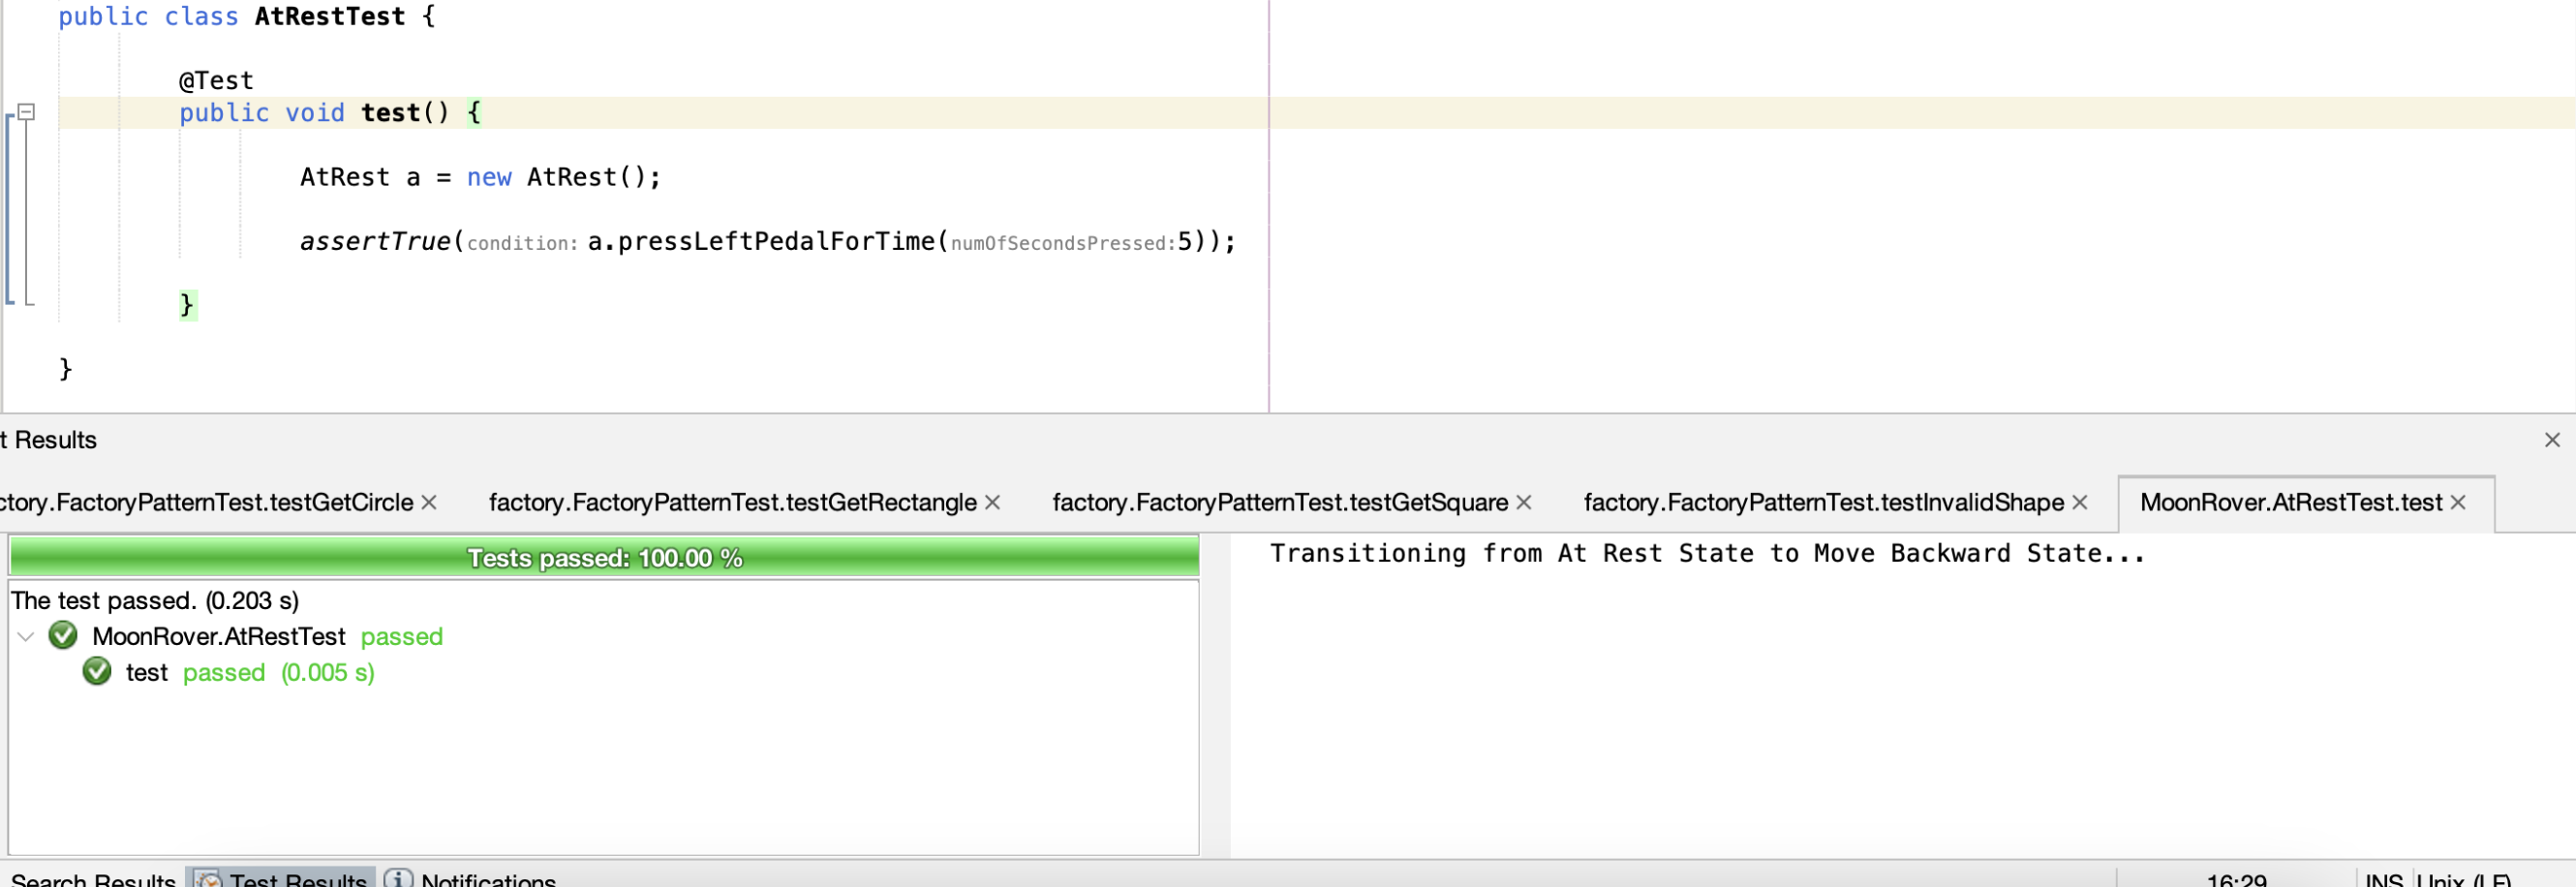 public class AtRestTest {
@Test
public void test() {
AtRest a = new AtRest();
assertTrue(condition: a.pressLeftPedalForTime(numOfSecondsPressed:5));
}
}
t Results
ctory.FactoryPatternTest.testGetCircle factory.FactoryPatternTest.testGetRectangle factory.FactoryPatternTest.testGetSquare factory.FactoryPatternTest.testInvalidShape MoonRover.AtRestTest.test
Tests passed: 100.00 %
Transitioning from At Rest State to Move Backward State...
The test passed. (0.203 s)
MoonRover.AtRestTest passed
test passed (0.005 s)
Search Results Test Results Notifications 16:29 INS Unix (LF)